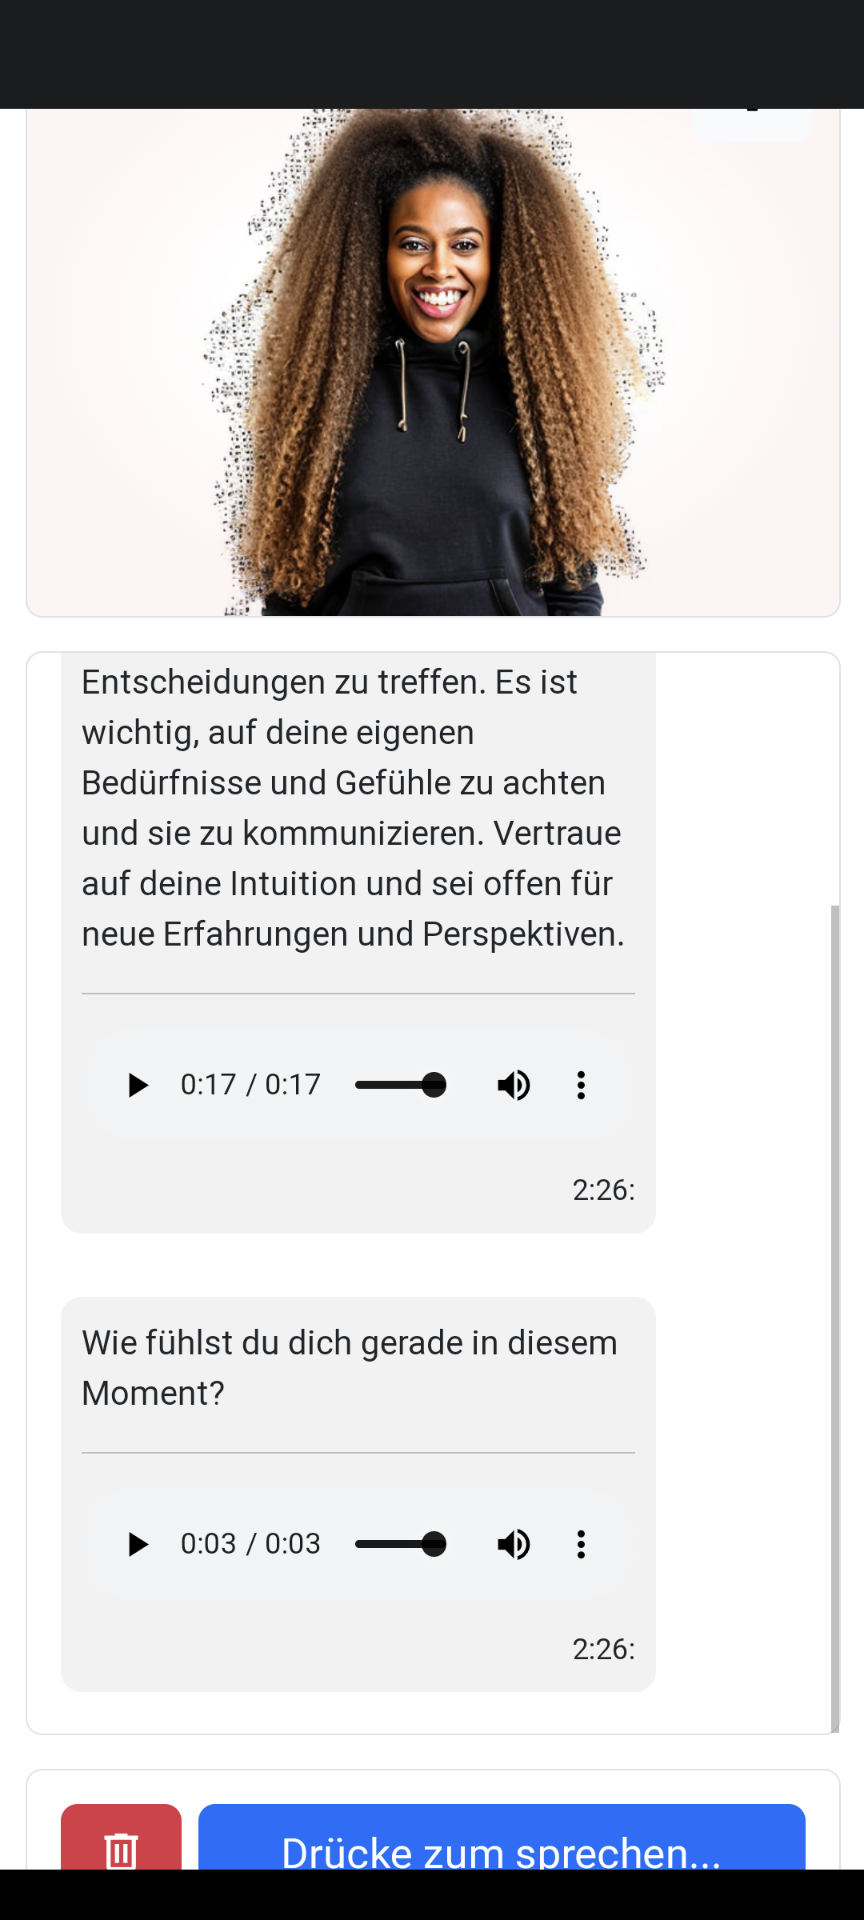 Entscheidungen zu treffen. Es ist
wichtig, auf deine eigenen
Bedürfnisse und Gefühle zu achten
und sie zu kommunizieren. Vertraue
auf deine Intuition und sei offen für
neue Erfahrungen und Perspektiven.
0:17 / 0:17
2:26:
Wie fühlst du dich gerade in diesem
Moment?
0:03 / 0:03
2:26:
Drücke zum sprechen...